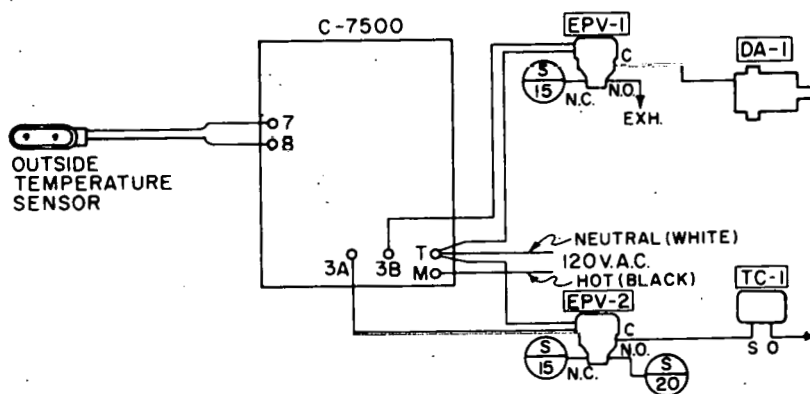 C-7500
EPV-1
DA-1
C
S
15
N.C.
N.O.
EXH.
7
8
OUTSIDE
TEMPERATURE
SENSOR
3A
3B
T
M
NEUTRAL (WHITE)
120 V.A.C.
HOT (BLACK)
EPV-2
TC-1
C
S
15
N.C.
N.O.
S
20
S O